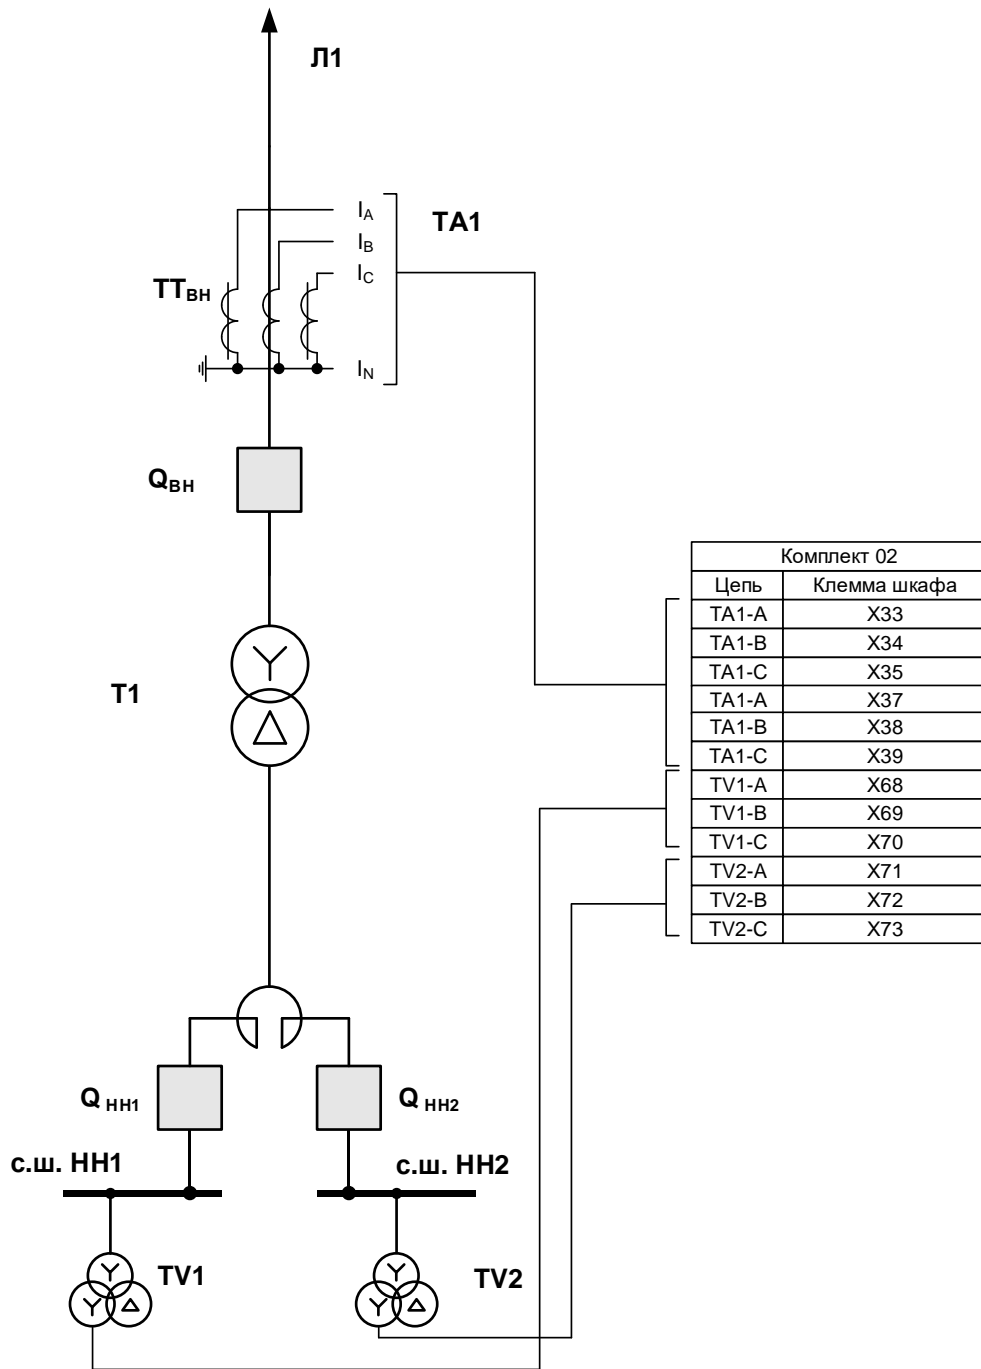 Л1
IA
IB
IC
IN
TA1
ТТВН
QВН
Т1
Комплект 02
Цепь Клемма шкафа
TA1-A X33
TA1-B X34
TA1-C X35
TA1-A X37
TA1-B X38
TA1-C X39
TV1-A X68
TV1-B X69
TV1-C X70
TV2-A X71
TV2-B X72
TV2-C X73
Q НН1
Q НН2
с.ш. НН1
с.ш. НН2
TV1
TV2